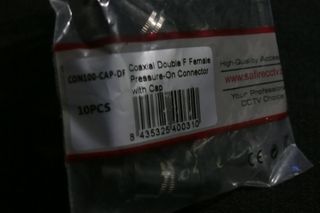 CON100-CAP-DF
10PCS
Coaxial Double F Female
Pressure-On Connector
with Cap
8 435325 400310
High-Quality
www.safirecctv.
Your Professional
CCTV Choice
CE